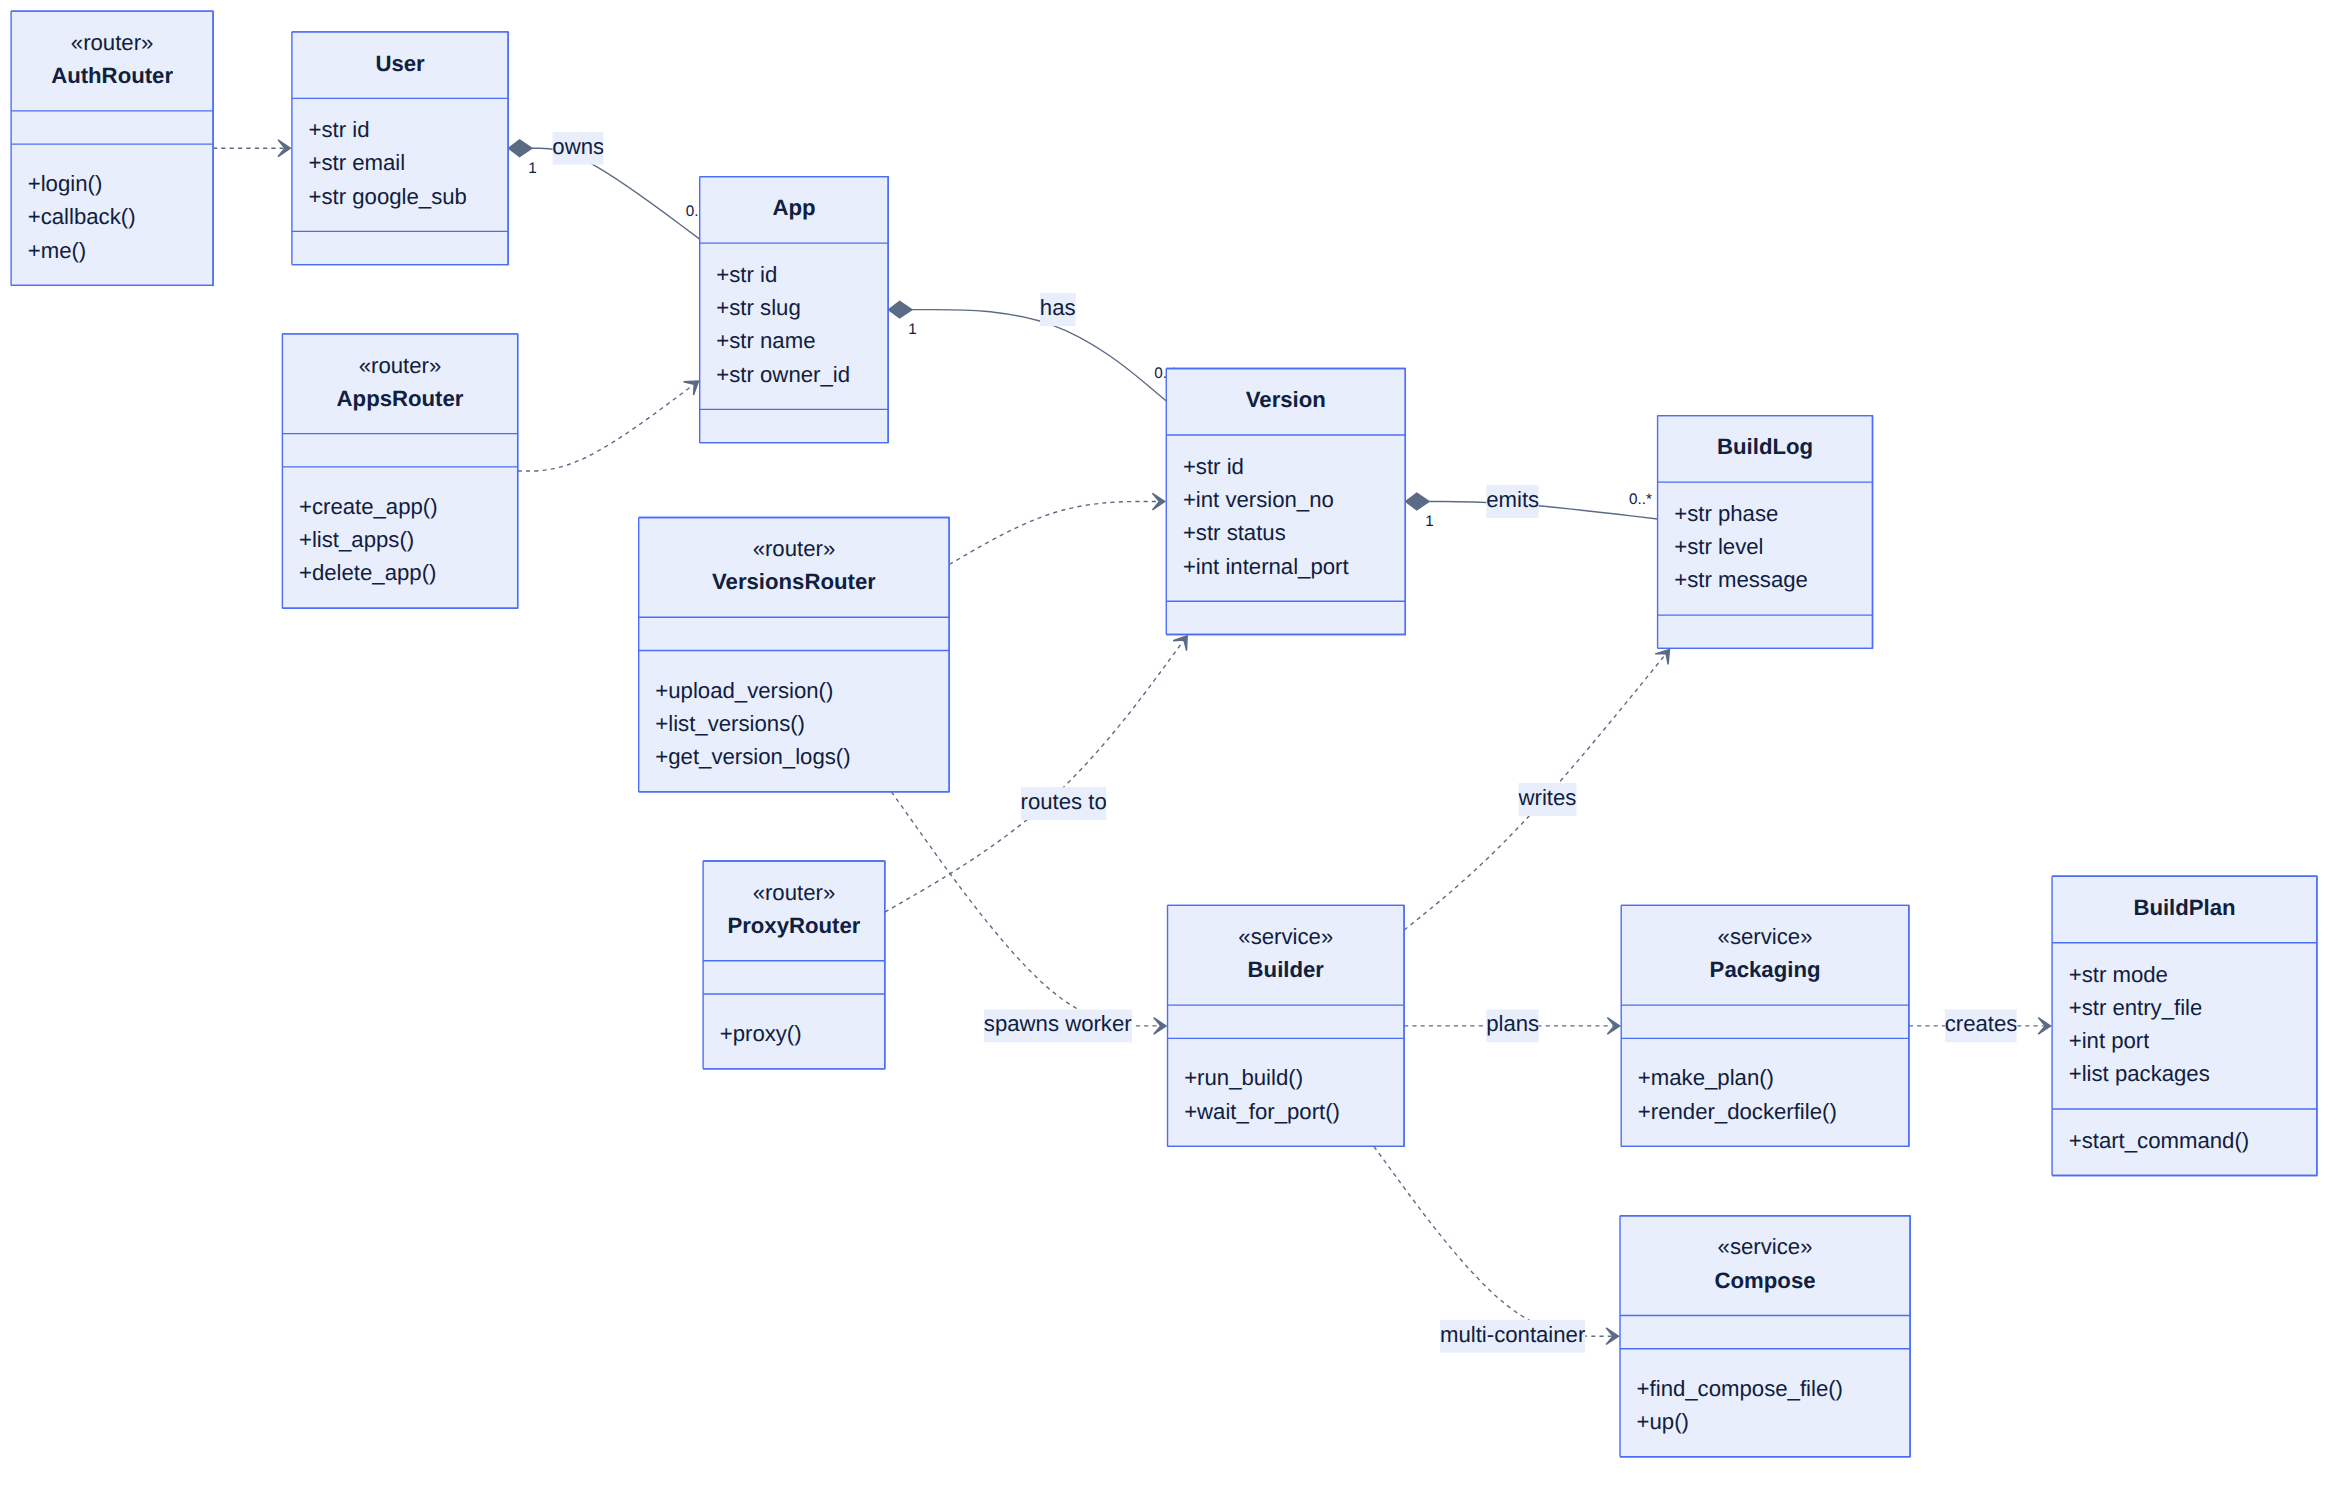 «router»
AuthRouter
+login()
+callback()
+me()
User
+str id
+str email
+str google_sub
1
owns
0.
App
+str id
+str slug
+str name
+str owner_id
1
has
0.
«router»
AppsRouter
+create_app()
+list_apps()
+delete_app()
Version
+str id
+int version_no
+str status
+int internal_port
1
emits
0..*
BuildLog
+str phase
+str level
+str message
«router»
VersionsRouter
+upload_version()
+list_versions()
+get_version_logs()
routes to
writes
«router»
ProxyRouter
+proxy()
spawns worker
«service»
Builder
+run_build()
+wait_for_port()
plans
«service»
Packaging
+make_plan()
+render_dockerfile()
creates
BuildPlan
+str mode
+str entry_file
+int port
+list packages
+start_command()
multi-container
«service»
Compose
+find_compose_file()
+up()